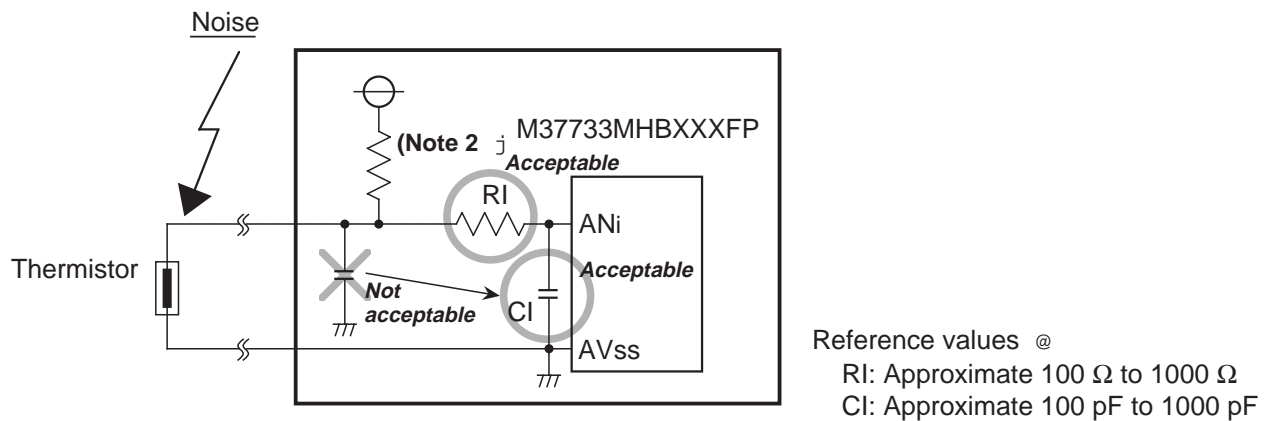 Noise
M37733MHBXXXFP
(Note 2 j
Acceptable
RI
ANi
Thermistor
Acceptable
Not
acceptable
CI
AVss
Reference values @
RI: Approximate 100 Ω to 1000 Ω
CI: Approximate 100 pF to 1000 pF